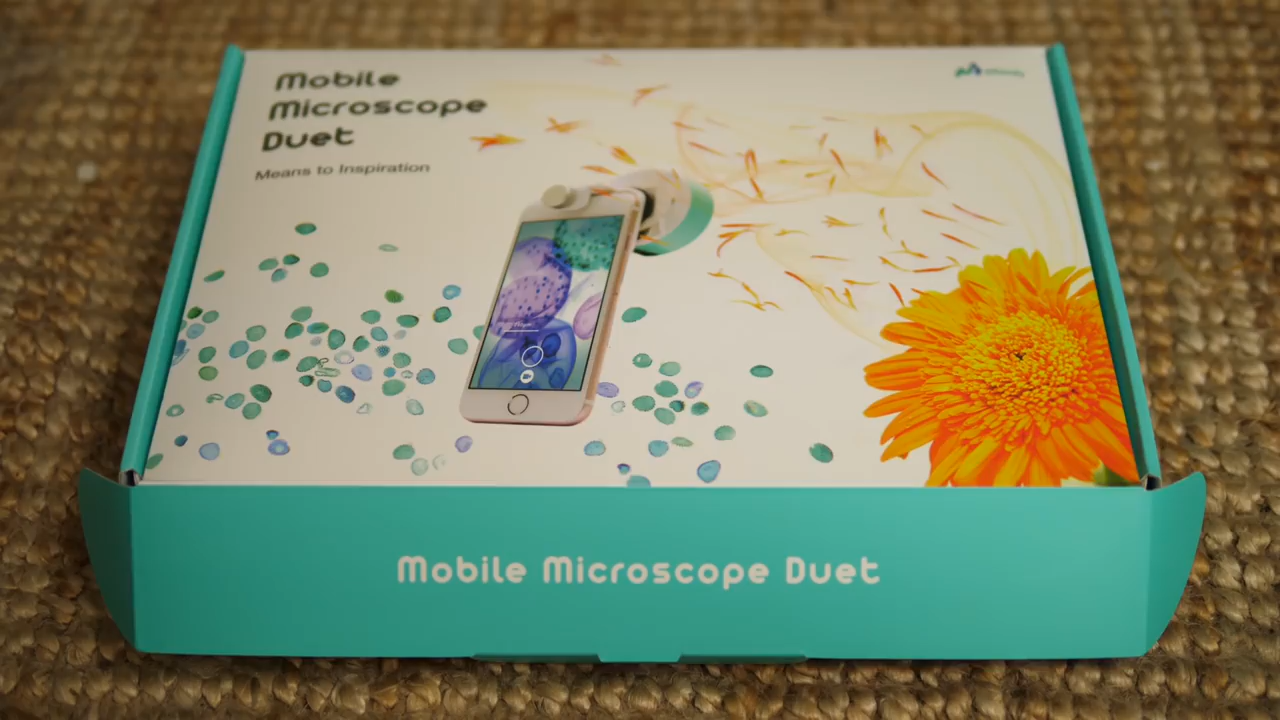 Mobile
Microscope
Duet
Means to Inspiration
Mobile Microscope Duet